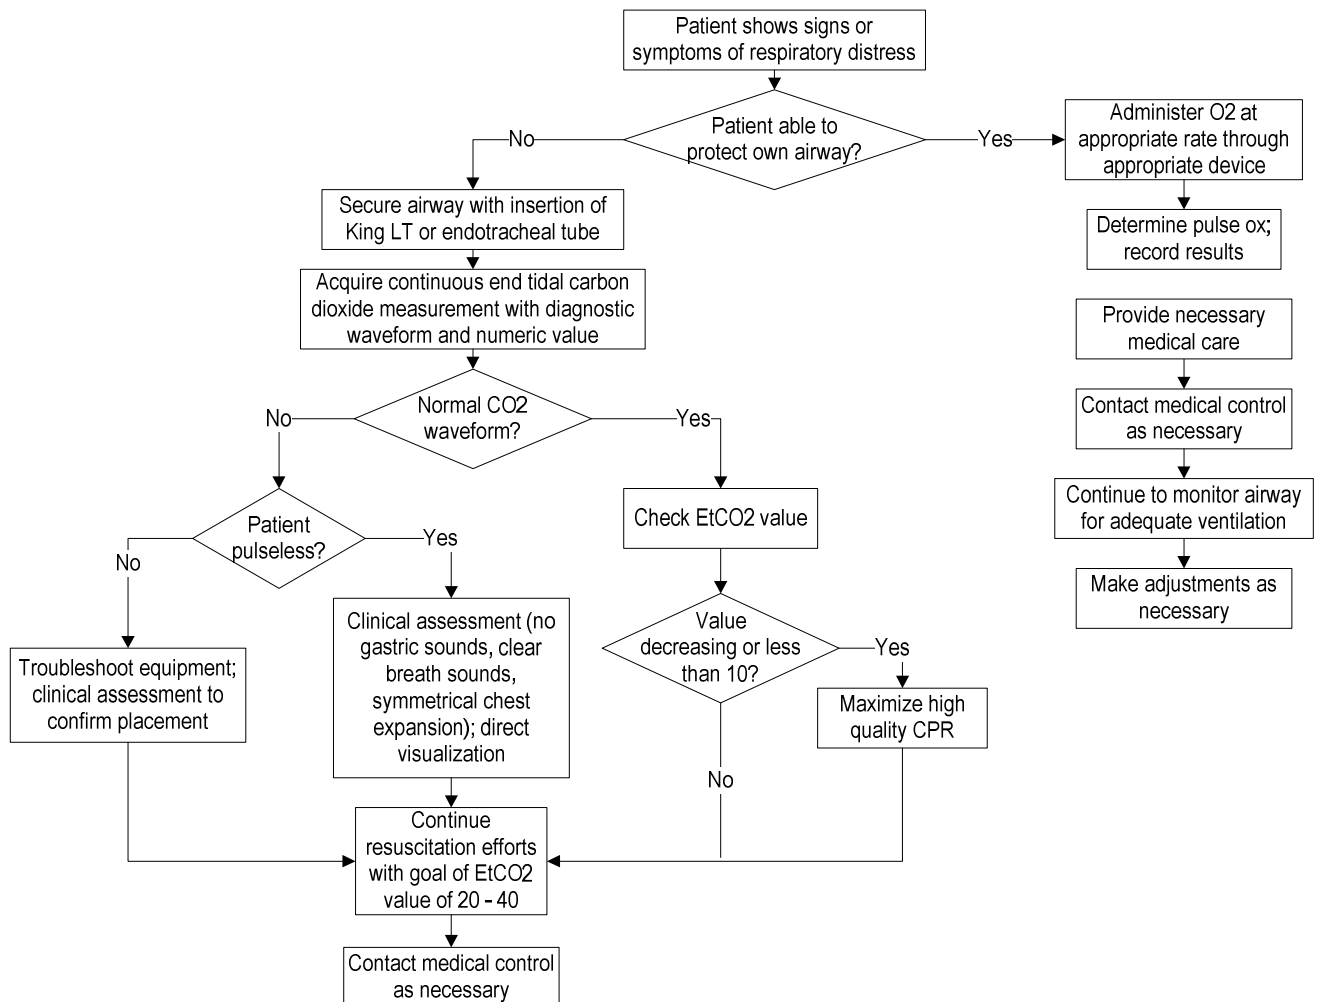 Patient shows signs or
symptoms of respiratory distress
Patient able to
protect own airway?
No
Yes
Administer O2 at
appropriate rate through
appropriate device
Secure airway with insertion of
King LT or endotracheal tube
Determine pulse ox;
record results
Acquire continuous end tidal carbon
dioxide measurement with diagnostic
waveform and numeric value
Provide necessary
medical care
Normal CO2
waveform?
No
Yes
Contact medical control
as necessary
Continue to monitor airway
for adequate ventilation
Check EtCO2 value
Patient
pulseless?
No
Yes
Make adjustments as
necessary
Clinical assessment (no
gastric sounds, clear
breath sounds,
symmetrical chest
expansion); direct
visualization
Value
decreasing or less
than 10?
Yes
No
Troubleshoot equipment;
clinical assessment to
confirm placement
Maximize high
quality CPR
Continue
resuscitation efforts
with goal of EtCO2
value of 20 - 40
Contact medical control
as necessary